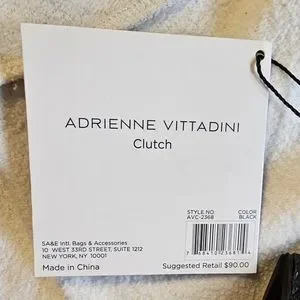 ADRIENNE VITTADINI
Clutch
STYLE NO. COLOR
AVC-2368 BLACK
SA&E Intl. Bags & Accessories
10 WEST 33RD STREET, SUITE 1212
NEW YORK, NY 10001
Made in China
Suggested Retail $90.00